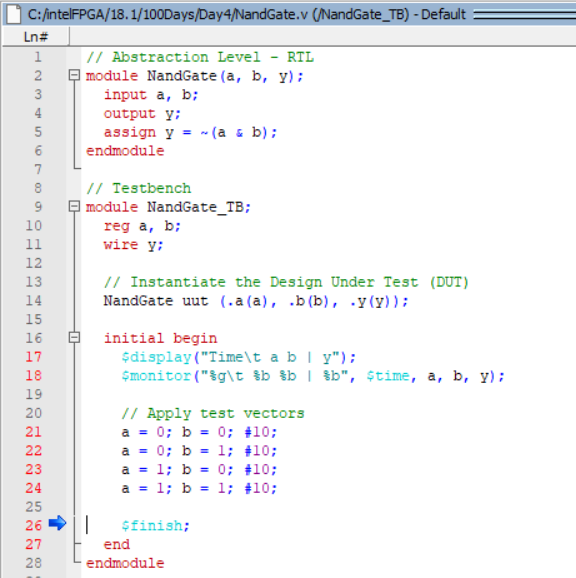 C:/intelFPGA/18.1/100Days/Day4/NandGate.v (/NandGate_TB) - Default
Ln#
1 // Abstraction Level - RTL
2 module NandGate(a, b, y);
3 input a, b;
4 output y;
5 assign y = ~(a & b);
6 endmodule
7
8 // Testbench
9 module NandGate_TB;
10 reg a, b;
11 wire y;
12
13 // Instantiate the Design Under Test (DUT)
14 NandGate uut (.a(a), .b(b), .y(y));
15
16 initial begin
17 $display("Time\t a b | y");
18 $monitor("%g\t %b %b | %b", $time, a, b, y);
19
20 // Apply test vectors
21 a = 0; b = 0; #10;
22 a = 0; b = 1; #10;
23 a = 1; b = 0; #10;
24 a = 1; b = 1; #10;
25
26 $finish;
27 end
28 endmodule